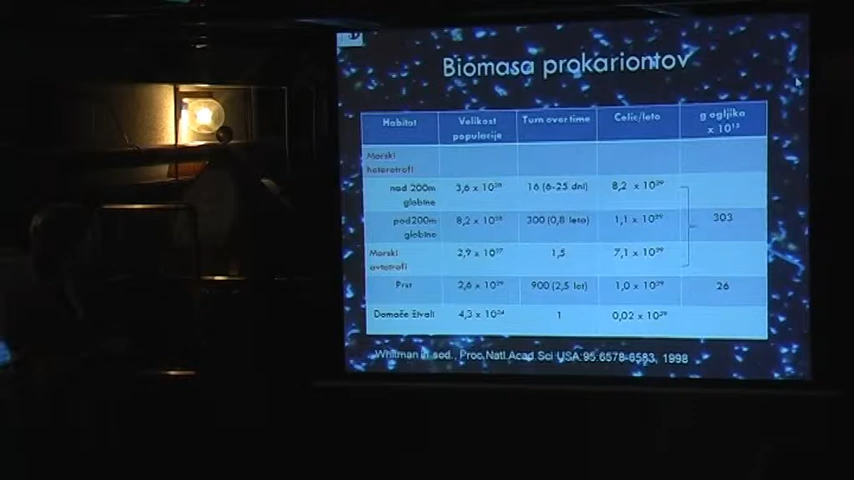 Biomasa prokariontov
Habitat
Velikost
populacije
Turn over time
Celic/leto
g ogljika
x 10¹³
Morski
heterotrofi
nad 200m
globine
3,6 x 10²⁸
16 (6-25 dni)
8,2 x 10²⁹
pod 200m
globine
8,2 x 10²⁸
300 (0,8 leto)
1,1 x 10²⁹
303
Morski
avtotrofi
2,9 x 10²⁷
1,5
7,1 x 10²⁹
Prst
2,6 x 10²⁹
900 (2,5 let)
1,0 x 10²⁹
26
Domače živali
4,3 x 10²⁴
1
0,02 x 10²⁹
Whitman in sod., Proc.Natl.Acad.Sci USA:95:6578-6583, 1998